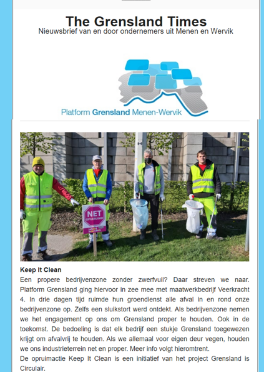 The Grensland Times
Nieuwsbrief van en door ondernemers uit Menen en Wervik
Platform Grensland Menen-Wervik
NET
Keep It Clean
Een propere bedrijvenzone zonder zwerfvuil? Daar streven we naar.
Platform Grensland ging hiervoor in zee mee met maatwerkbedrijf Veerkracht
4. In drie dagen tijd ruimde hun groendienst alle afval in en rond onze
bedrijvenzone op. Zelfs een sluikstort werd ontdekt. Als bedrijvenzone nemen
we het engagement op ons om Grensland proper te houden. Ook in de
toekomst. De bedoeling is dat elk bedrijf een stukje Grensland toegewezen
krijgt om afvalvrij te houden. Als we allemaal voor eigen deur vegen, houden
we ons industrieterrein net en proper. Meer info volgt hieromtrent.
De opruimactie Keep It Clean is een initiatief van het project Grensland is
Circulair.